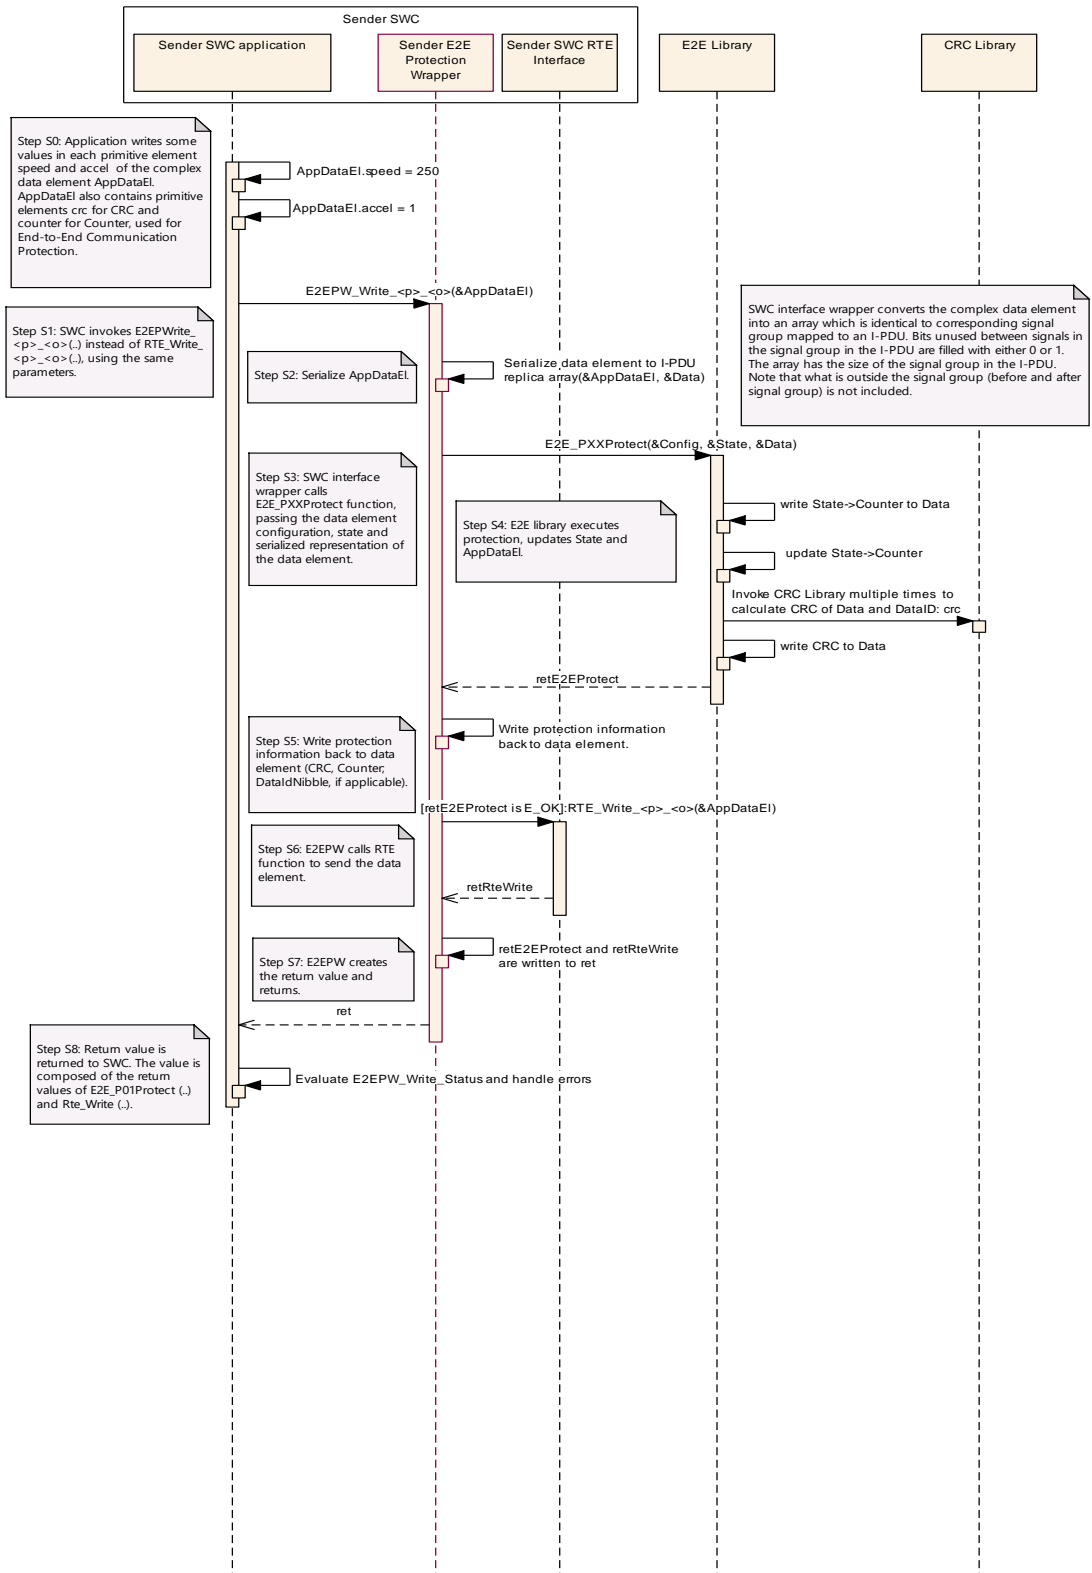 Sender SWC
Sender SWC application
Sender E2E
Protection
Wrapper
Sender SWC RTE
Interface
E2E Library
CRC Library
Step S0: Application writes some
values in each primitive element
speed and accel  of the complex
data element AppDataEl.
AppDataEl also contains primitive
elements crc for CRC and
counter for Counter, used for
End-to-End Communication
Protection.
AppDataEl.speed = 250
AppDataEl.accel = 1
E2EPW_Write_<p>_<o>(&AppDataEl)
Step S1: SWC invokes E2EPWrite_
<p>_<o>(..) instead of RTE_Write_
<p>_<o>(..), using the same
parameters.
SWC interface wrapper converts the complex data element
into an array which is identical to corresponding signal
group mapped to an I-PDU. Bits unused between signals in
the signal group in the I-PDU are filled with either 0 or 1.
The array has the size of the signal group in the I-PDU.
Note that what is outside the signal group (before and after
signal group) is not included.
Step S2: Serialize AppDataEl.
Serialize data element to I-PDU
replica array(&AppDataEl, &Data)
E2E_PXXProtect(&Config, &State, &Data)
Step S3: SWC interface
wrapper calls
E2E_PXXProtect function,
passing the data element
configuration, state and
serialized representation of
the data element.
Step S4: E2E library executes
protection, updates State and
AppDataEl.
write State->Counter to Data
update State->Counter
Invoke CRC Library multiple times  to
calculate CRC of Data and DataID: crc
write CRC to Data
retE2EProtect
Step S5: Write protection
information back to data
element (CRC, Counter,
DataIdNibble, if applicable).
Write protection information
back to data element.
[retE2EProtect is E_OK]:RTE_Write_<p>_<o>(&AppDataEl)
Step S6: E2EPW calls RTE
function to send the data
element.
retRteWrite
Step S7: E2EPW creates
the return value and
returns.
retE2EProtect and retRteWrite
are written to ret
ret
Step S8: Return value is
returned to SWC. The value is
composed of the return
values of E2E_P01Protect (..)
and Rte_Write (..).
Evaluate E2EPW_Write_Status and handle errors